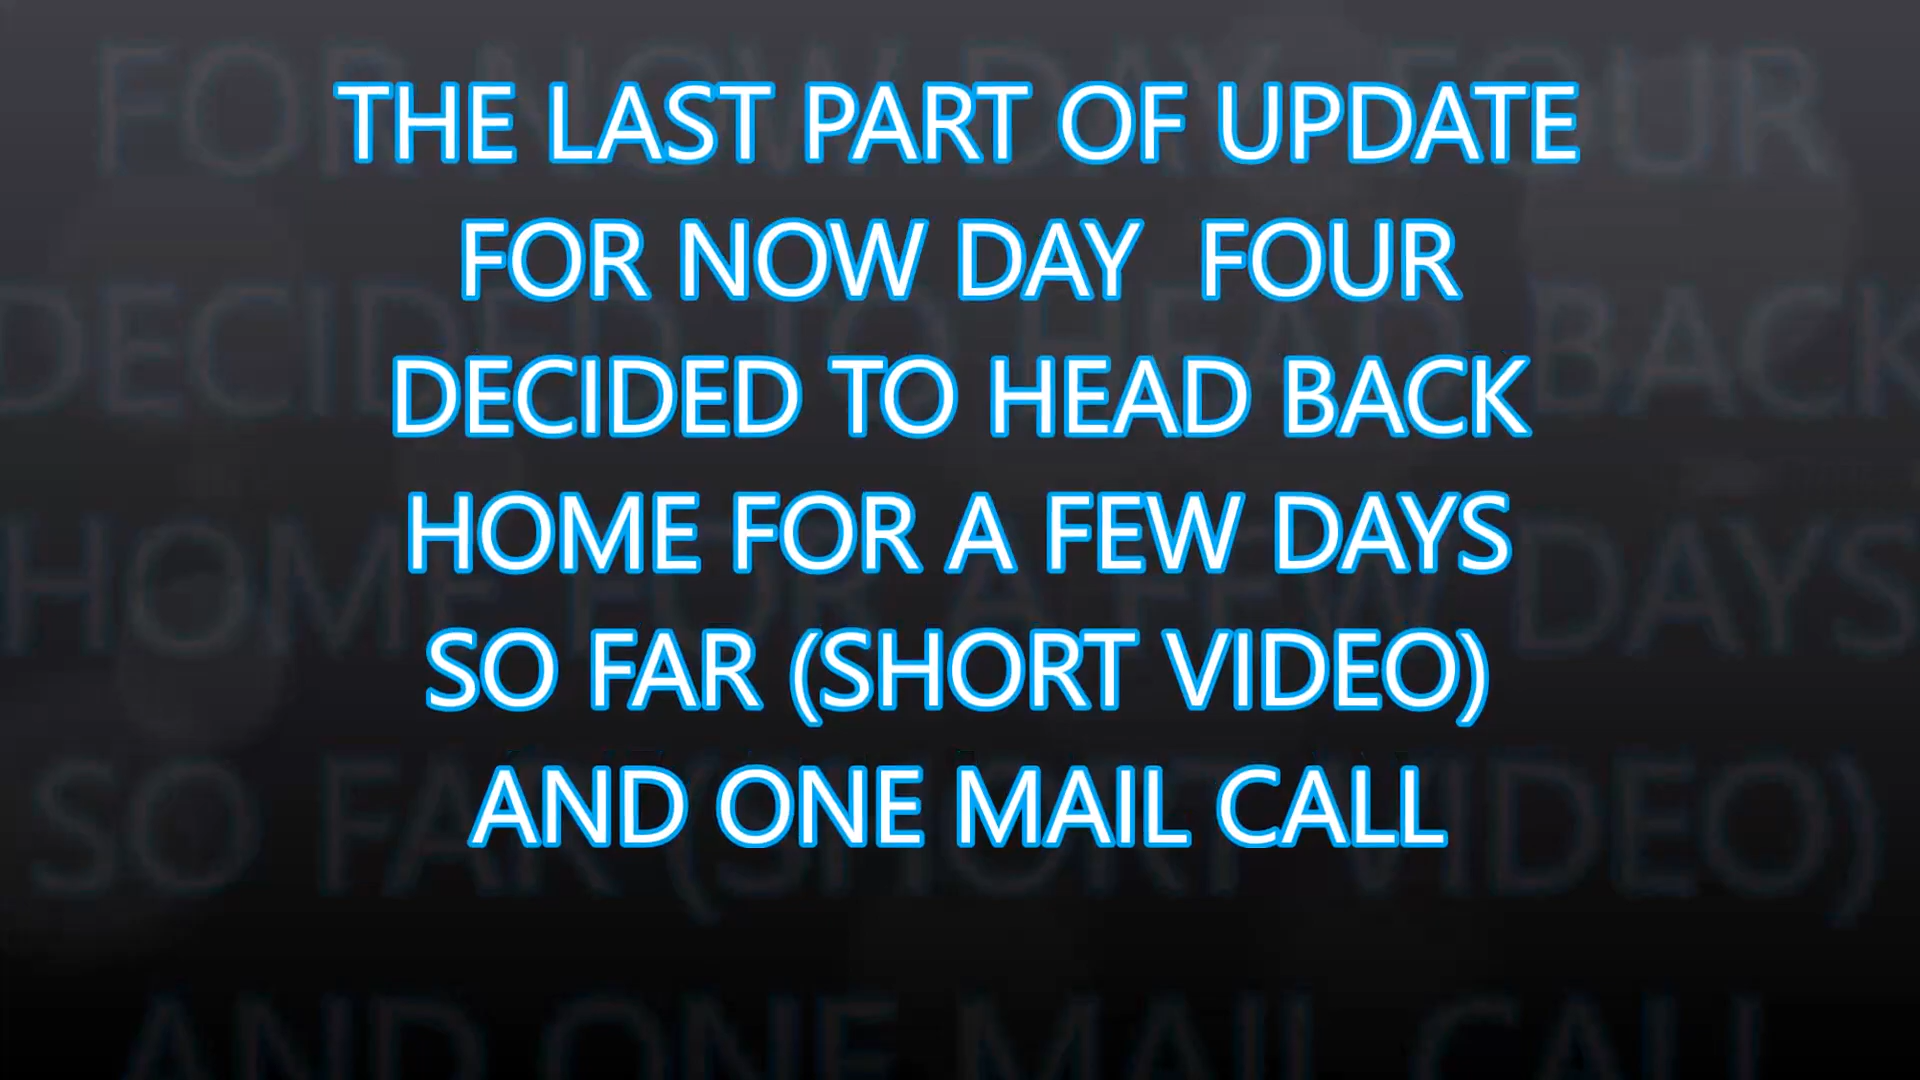 THE LAST PART OF UPDATE
FOR NOW DAY  FOUR
DECIDED TO HEAD BACK
HOME FOR A FEW DAYS
SO FAR (SHORT VIDEO)
AND ONE MAIL CALL